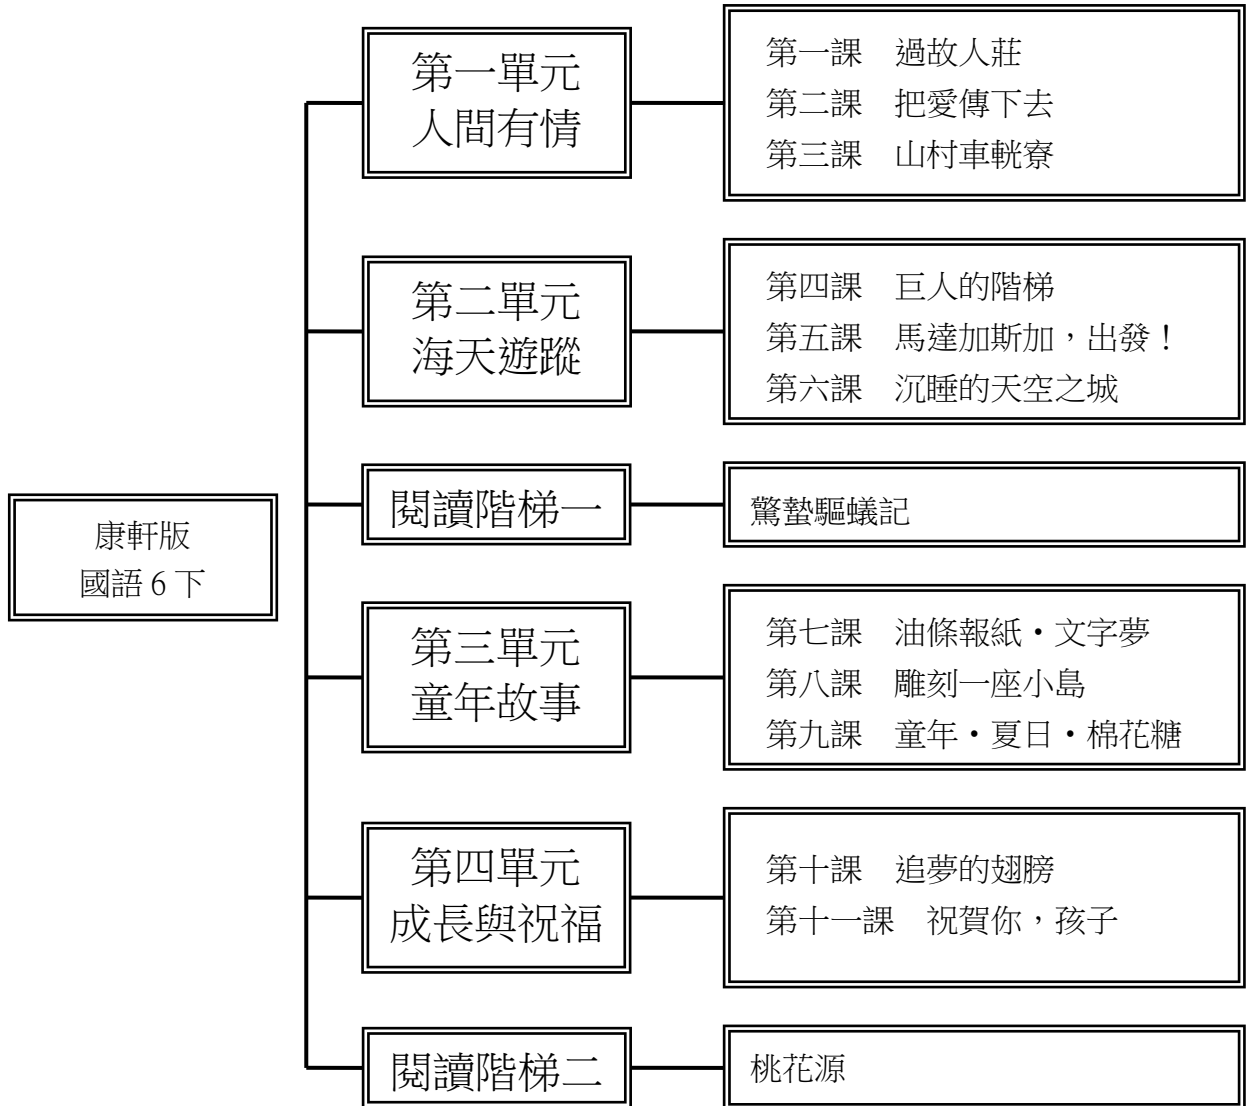 康軒版
國語6下
第一單元
人間有情
第一課　過故人莊
第二課　把愛傳下去
第三課　山村車輄寮
第二單元
海天遊蹤
第四課　巨人的階梯
第五課　馬達加斯加，出發！
第六課　沉睡的天空之城
閱讀階梯一
驚蟄驅蟻記
第三單元
童年故事
第七課　油條報紙・文字夢
第八課　雕刻一座小島
第九課　童年・夏日・棉花糖
第四單元
成長與祝福
第十課　追夢的翅膀
第十一課　祝賀你，孩子
閱讀階梯二
桃花源